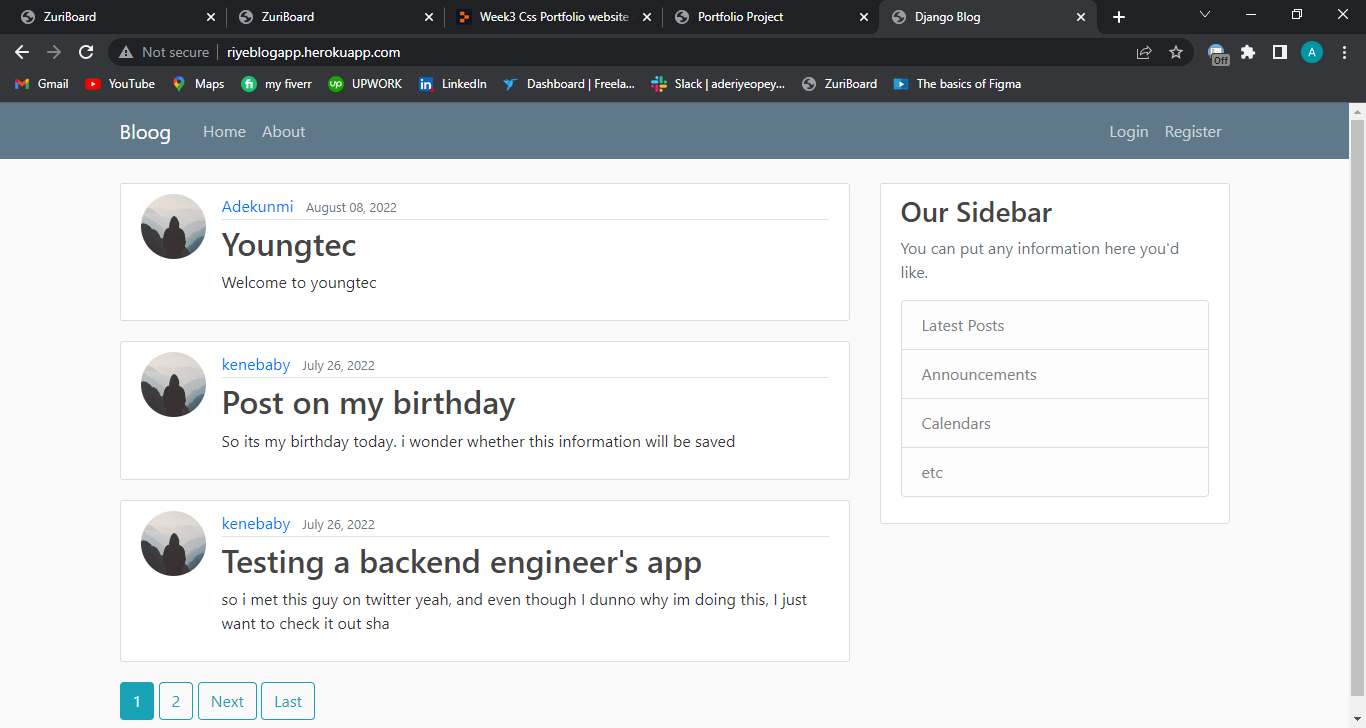 ZuriBoard
ZuriBoard
Week3 Css Portfolio website
Portfolio Project
Django Blog
Not secure riyeblogapp.herokuapp.com
Off
A
Gmail YouTube Maps my fiverr UPWORK LinkedIn Dashboard | Freela... Slack | aderiyeopey... ZuriBoard The basics of Figma
Bloog Home About Login Register
Adekunmi August 08, 2022
Youngtec
Welcome to youngtec
kenebaby July 26, 2022
Post on my birthday
So its my birthday today. i wonder whether this information will be saved
kenebaby July 26, 2022
Testing a backend engineer's app
so i met this guy on twitter yeah, and even though I dunno why im doing this, I just
want to check it out sha
1 2 Next Last
Our Sidebar
You can put any information here you'd
like.
Latest Posts
Announcements
Calendars
etc